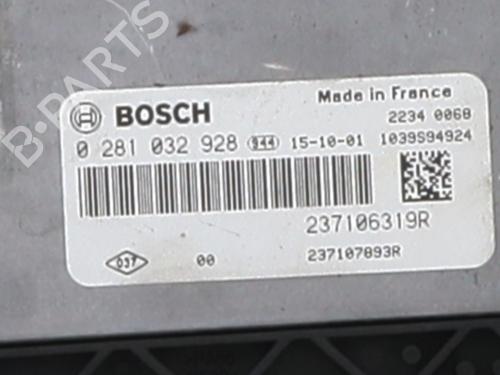 B-PARTS
BOSCH
Made in France
2234 0068
0 281 032 928 944 15-10-01 1039S94924
237106319R
037 00 237107893R